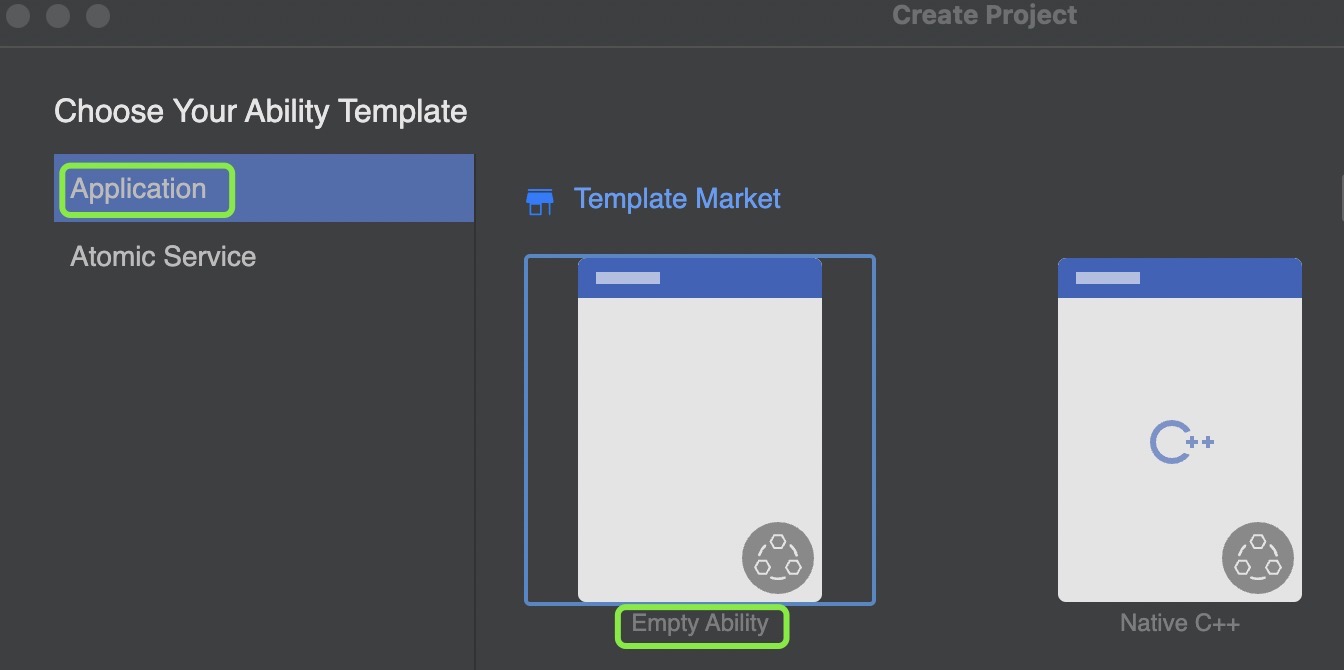 Create Project
Choose Your Ability Template
Application
Atomic Service
Template Market
C++
Empty Ability
Native C++